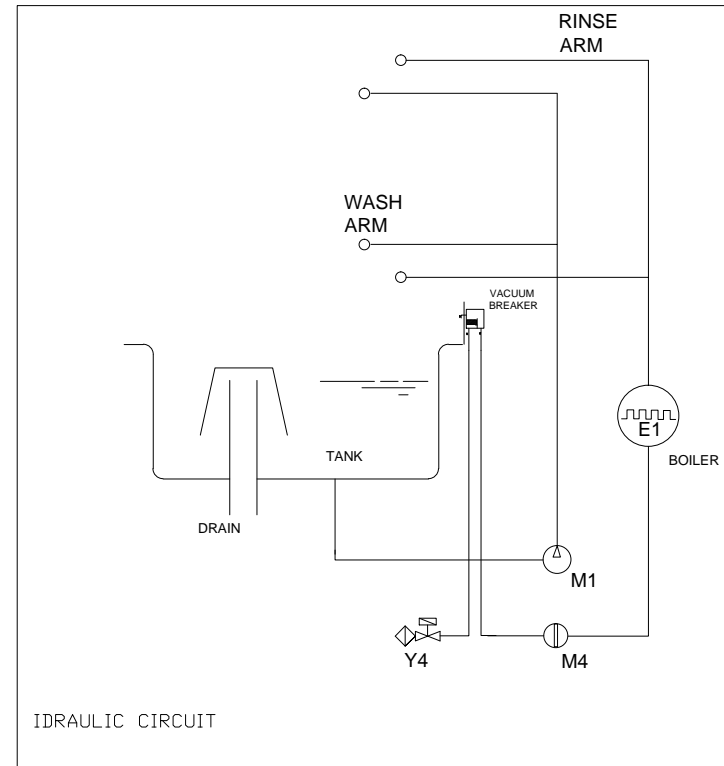 RINSE
ARM
WASH
ARM
VACUUM
BREAKER
E1
BOILER
TANK
DRAIN
M1
Y4
M4
IDRAULIC CIRCUIT